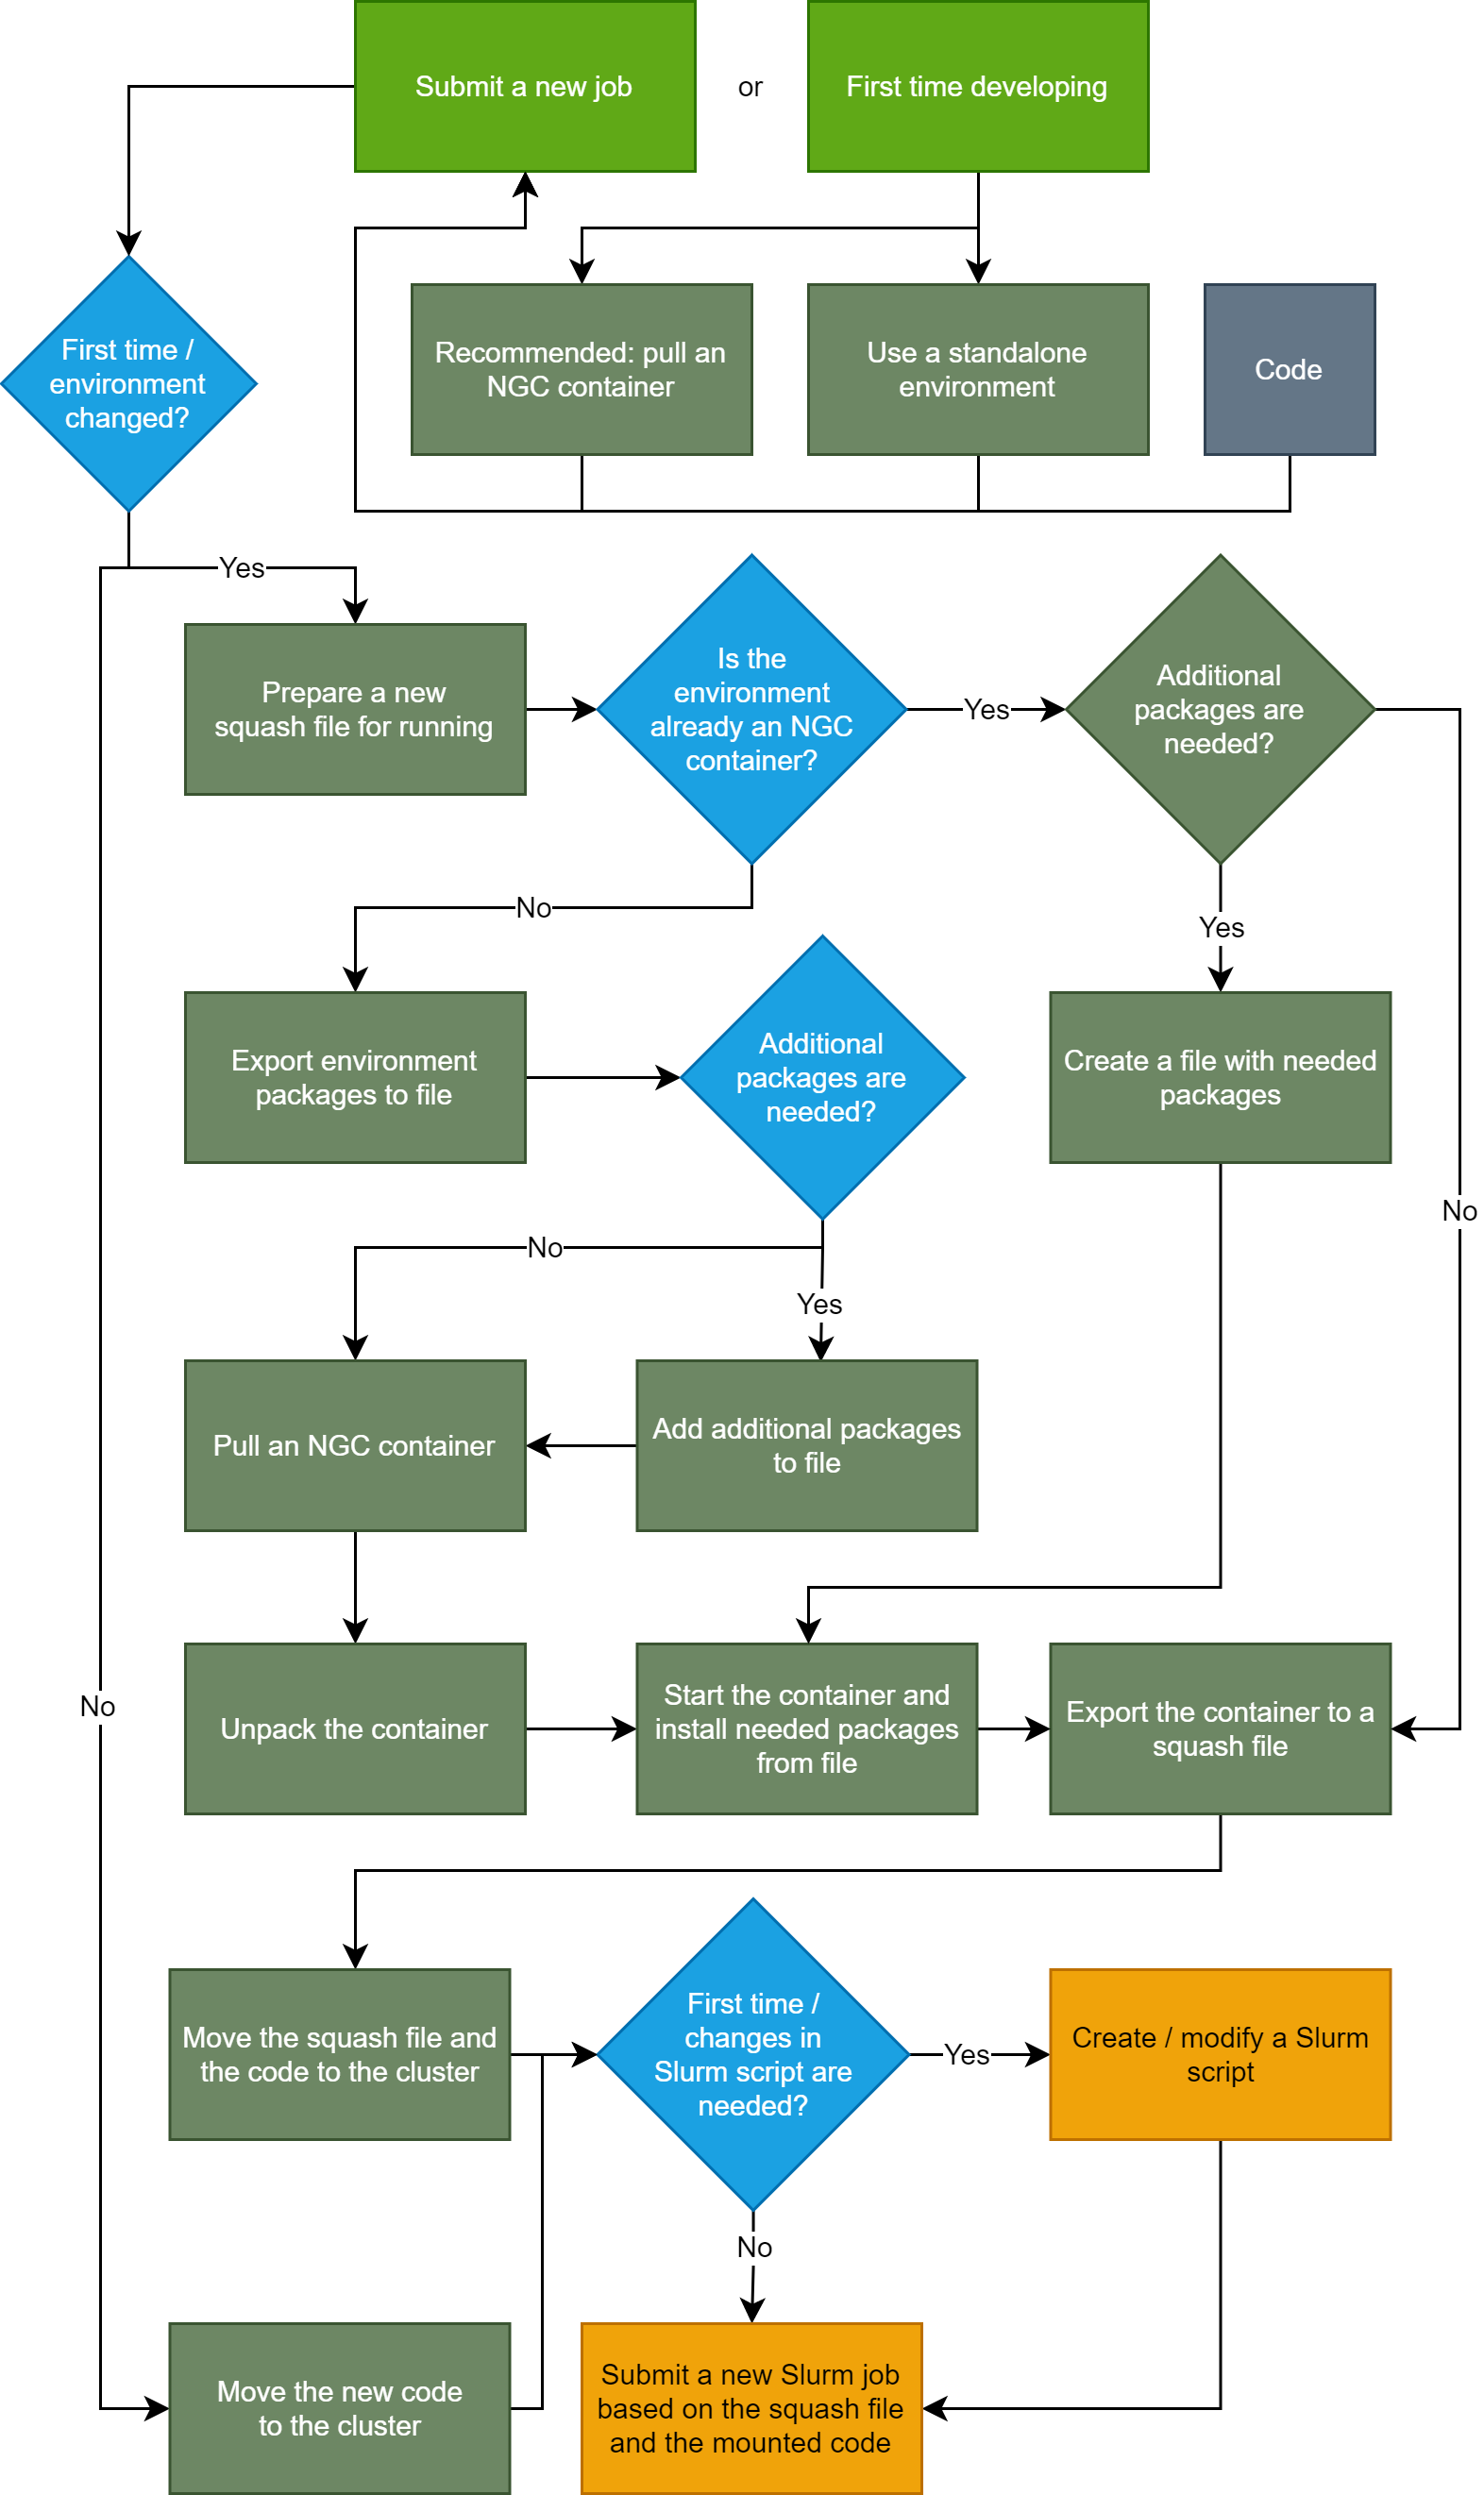 Submit a new job
or
First time developing
First time /
environment
changed?
Recommended: pull an
NGC container
Use a standalone
environment
Code
Yes
Prepare a new
squash file for running
Is the
environment
already an NGC
container?
Yes
Additional
packages are
needed?
No
Yes
Export environment
packages to file
Additional
packages are
needed?
Create a file with needed
packages
No
No
Yes
Pull an NGC container
Add additional packages
to file
No
Unpack the container
Start the container and
install needed packages
from file
Export the container to a
squash file
Move the squash file and
the code to the cluster
First time /
changes in
Slurm script are
needed?
Yes
Create / modify a Slurm
script
No
Move the new code
to the cluster
Submit a new Slurm job
based on the squash file
and the mounted code